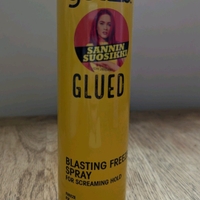 SANNIN
SUOSIKKI
GLUED
BLASTING FREEZE
SPRAY
FOR SCREAMING HOLD